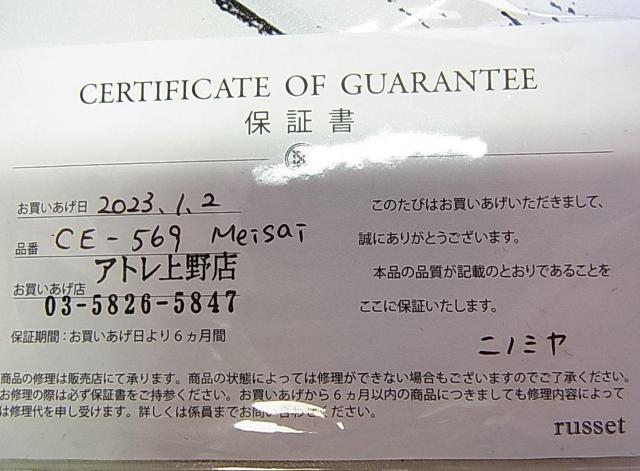 CERTIFICATE OF GUARANTEE
保証書
お買いあげ日 2023.1.2
品番 CE-569 Meisai
お買いあげ店 アトレ上野店
03-5826-5847
保証期間：お買いあげ日より6ヵ月間
このたびはお買いあげいただきまして、
誠にありがとうございます。
本品の品質が記載のとおりであることを
ここに保証いたします。
ニノミヤ
商品の修理は販売店にて承ります。商品の状態によっては修理ができない場合もございますのでご了承ください。
お修理の際は必ず保証書をご持参ください。お買いあげから6ヵ月以内の商品につきましても修理内容によって
は修理代を申し受けます。詳しくは係員までお問い合わせください。
russet